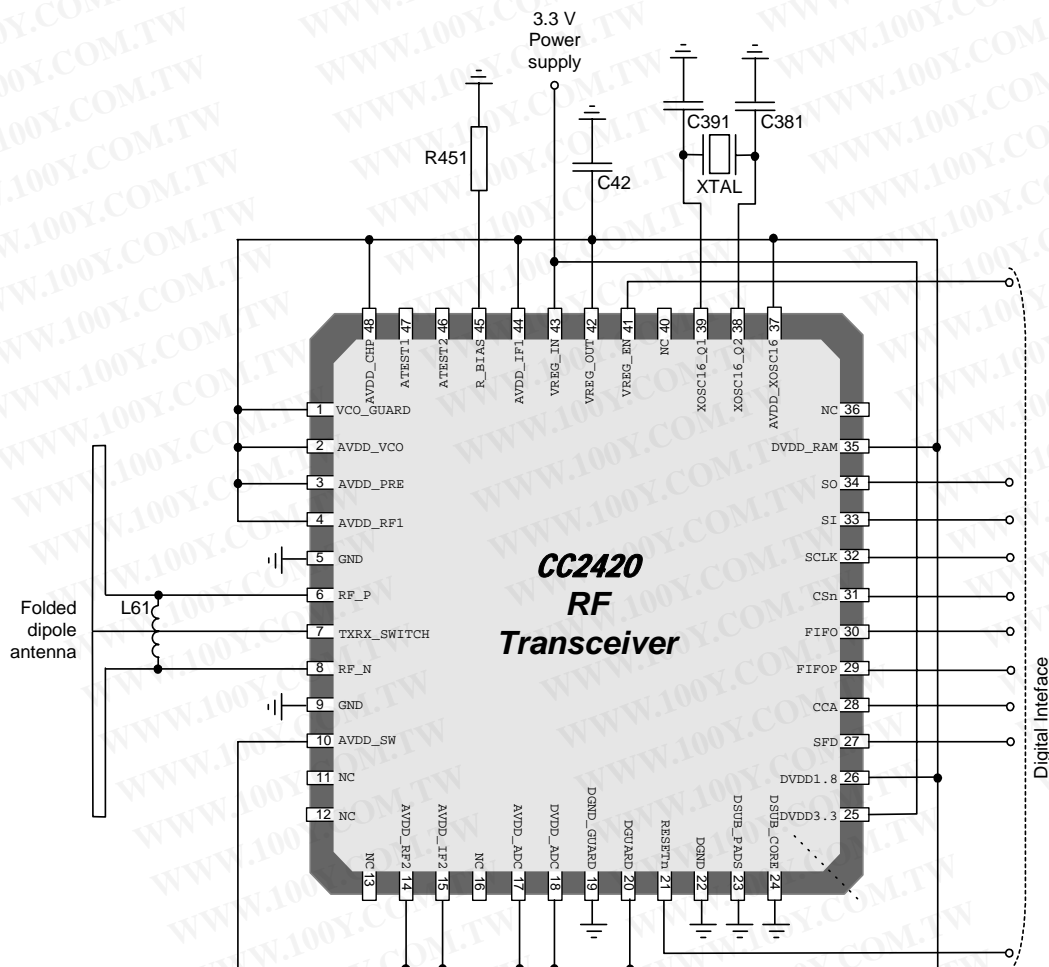 3.3 V
Power
supply
C391
C381
XTAL
R451
C42
48
47
46
45
44
43
42
41
40
39
38
37
AVDD_CHP
ATEST1
ATEST2
R_BIAS
AVDD_IF1
VREG_IN
VREG_OUT
VREG_EN
NC
XOSC16_Q1
XOSC16_Q2
AVDD_XOSC16
1 VCO_GUARD
2 AVDD_VCO
3 AVDD_PRE
4 AVDD_RF1
5 GND
6 RF_P
7 TXRX_SWITCH
8 RF_N
9 GND
10 AVDD_SW
11 NC
12 NC
NC 36
DVDD_RAM 35
SO 34
SI 33
SCLK 32
CSn 31
FIFO 30
FIFOP 29
CCA 28
SFD 27
DVDD1.8 26
DVDD3.3 25
CC2420
RF
Transceiver
Folded
dipole
antenna
L61
Digital Inteface
NC
AVDD_RF2
AVDD_IF2
NC
AVDD_ADC
DVDD_ADC
DGND_GUARD
DGUARD
RESETn
DGND
DSUB_PADS
DSUB_CORE
13
14
15
16
17
18
19
20
21
22
23
24
WWW.100Y.COM.TW